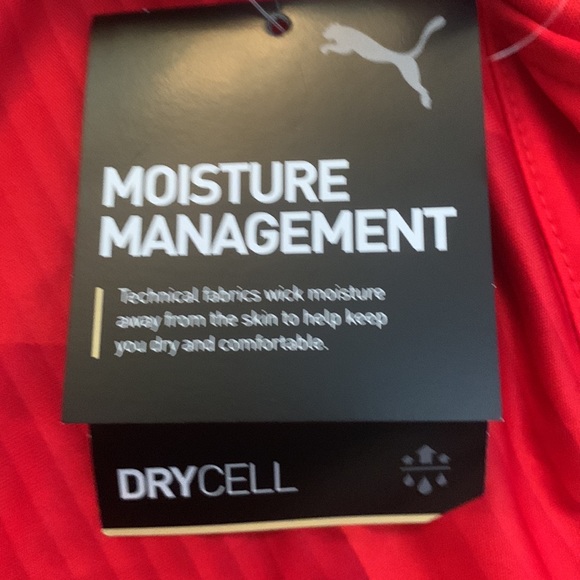 MOISTURE
MANAGEMENT
Technical fabrics wick moisture
away from the skin to help keep
you dry and comfortable.
DRYCELL